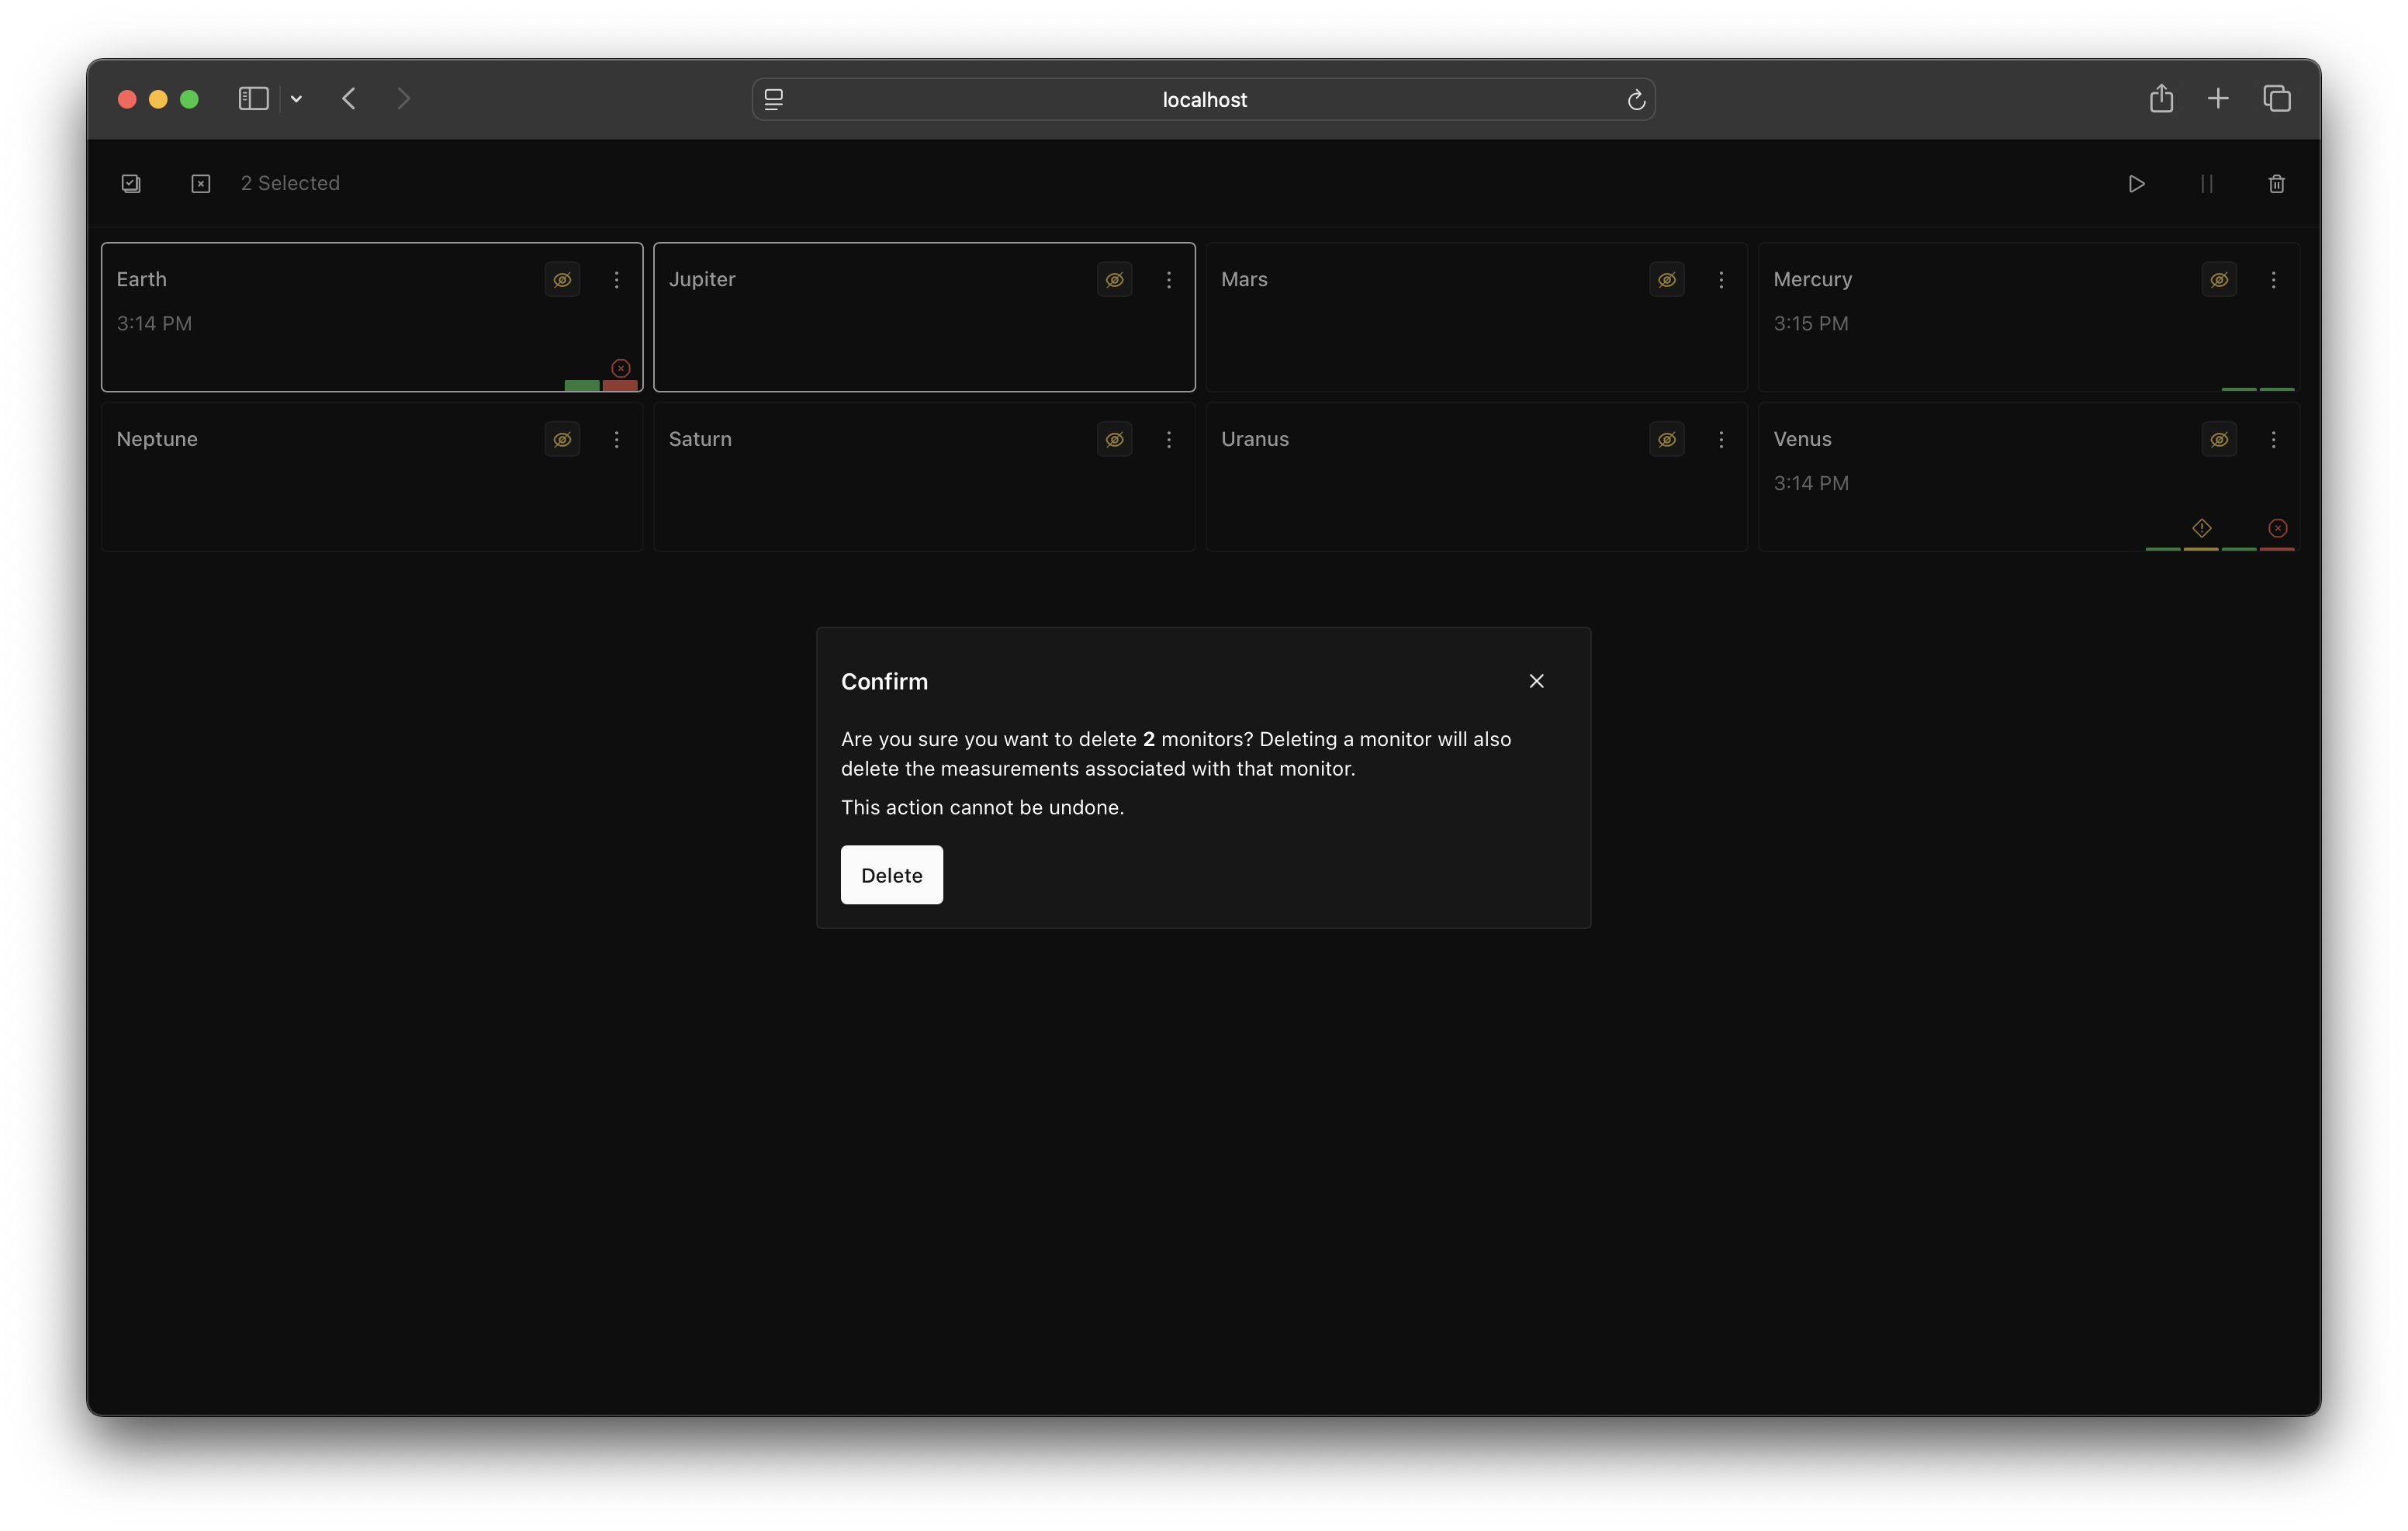 localhost
2 Selected
Earth
Jupiter
Mars
Mercury
3:14 PM
3:15 PM
Neptune
Saturn
Uranus
Venus
3:14 PM
Confirm
Are you sure you want to delete 2 monitors? Deleting a monitor will also
delete the measurements associated with that monitor.
This action cannot be undone.
Delete